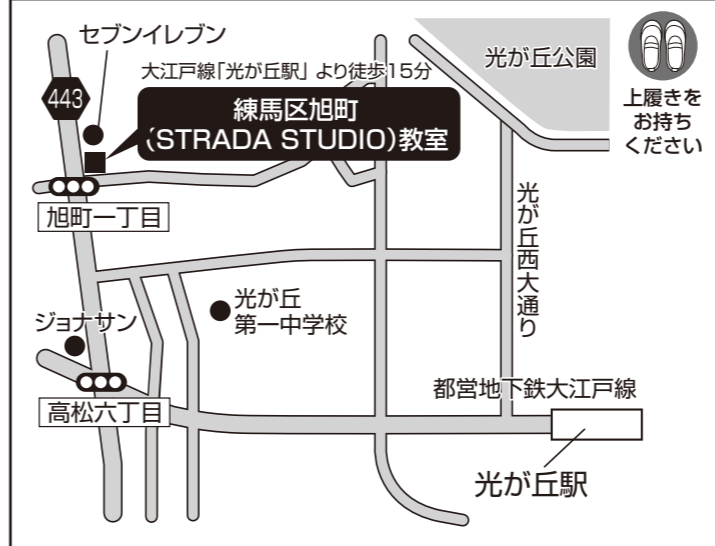 セブンイレブン
大江戸線「光が丘駅」より徒歩15分
443
練馬区旭町
(STRADA STUDIO)教室
光が丘公園
上履きを
お持ち
ください
旭町一丁目
光が丘西大通り
光が丘
第一中学校
ジョナサン
高松六丁目
都営地下鉄大江戸線
光が丘駅